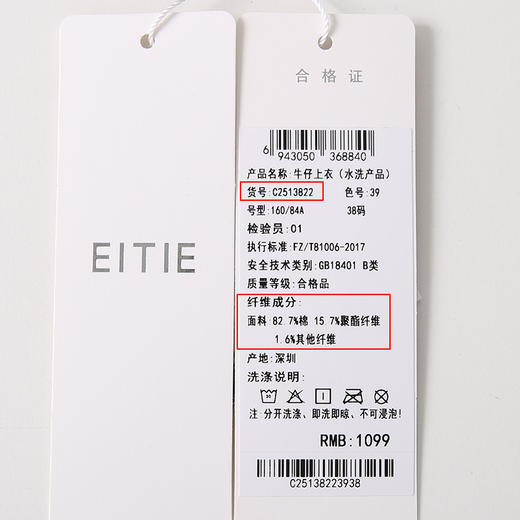 EITIE
合格证
6 943050 368840
产品名称:牛仔上衣（水洗产品）
货号:C2513822 色号:39
号型:160/84A 38码
检验员:01
执行标准:FZ/T81006-2017
安全技术类别:GB18401 B类
质量等级:合格品
纤维成分:
面料:82.7%棉 15.7%聚酯纤维
1.6%其他纤维
产地:深圳
洗涤说明:
注:分开洗涤、即洗即晾、不可浸泡!
RMB:1099
C25138223938